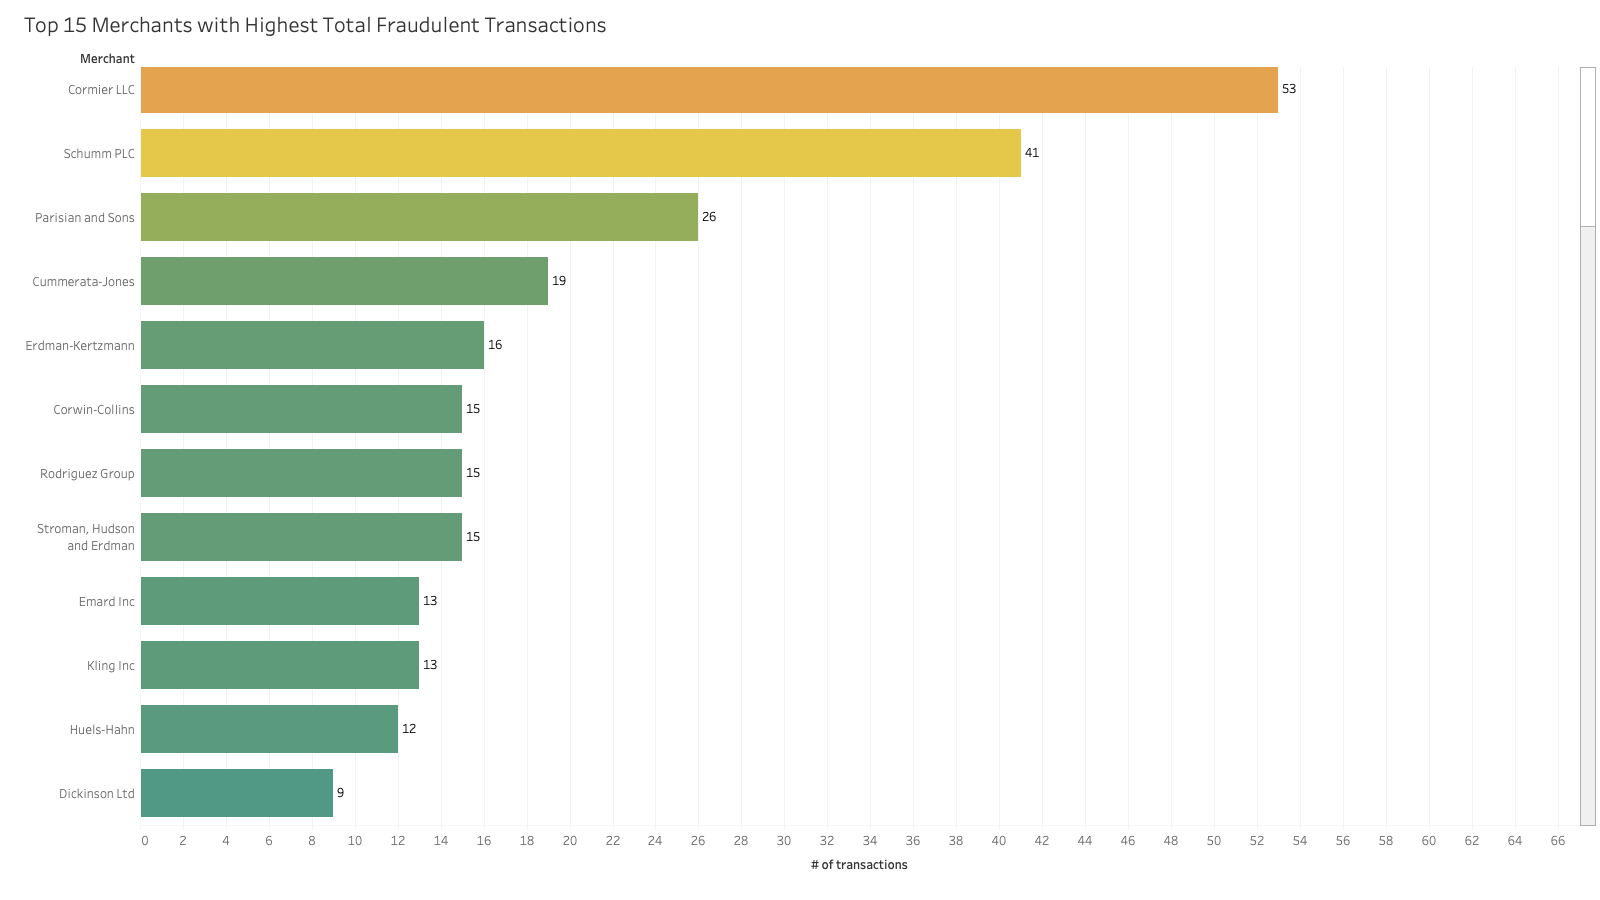 Top 15 Merchants with Highest Total Fraudulent Transactions
Merchant
Cormier LLC
53
Schumm PLC
41
Parisian and Sons
26
Cummerata-Jones
19
Erdman-Kertzmann
16
Corwin-Collins
15
Rodriguez Group
15
Stroman, Hudson
and Erdman
15
Emard Inc
13
Kling Inc
13
Huels-Hahn
12
Dickinson Ltd
9
0 2 4 6 8 10 12 14 16 18 20 22 24 26 28 30 32 34 36 38 40 42 44 46 48 50 52 54 56 58 60 62 64 66
# of transactions